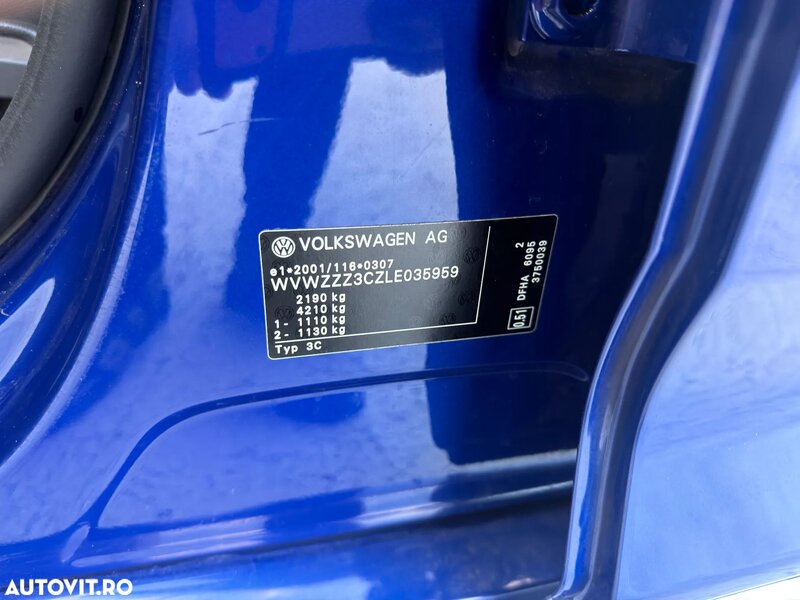 VOLKSWAGEN AG
e1*2001/116*0307
WVWZZZ3CZLE035959
2190 kg
4210 kg
1 - 1110 kg
2 - 1130 kg
Typ 3C
0.51
DFHA 6095 2
3750039
AUTOVIT.RO